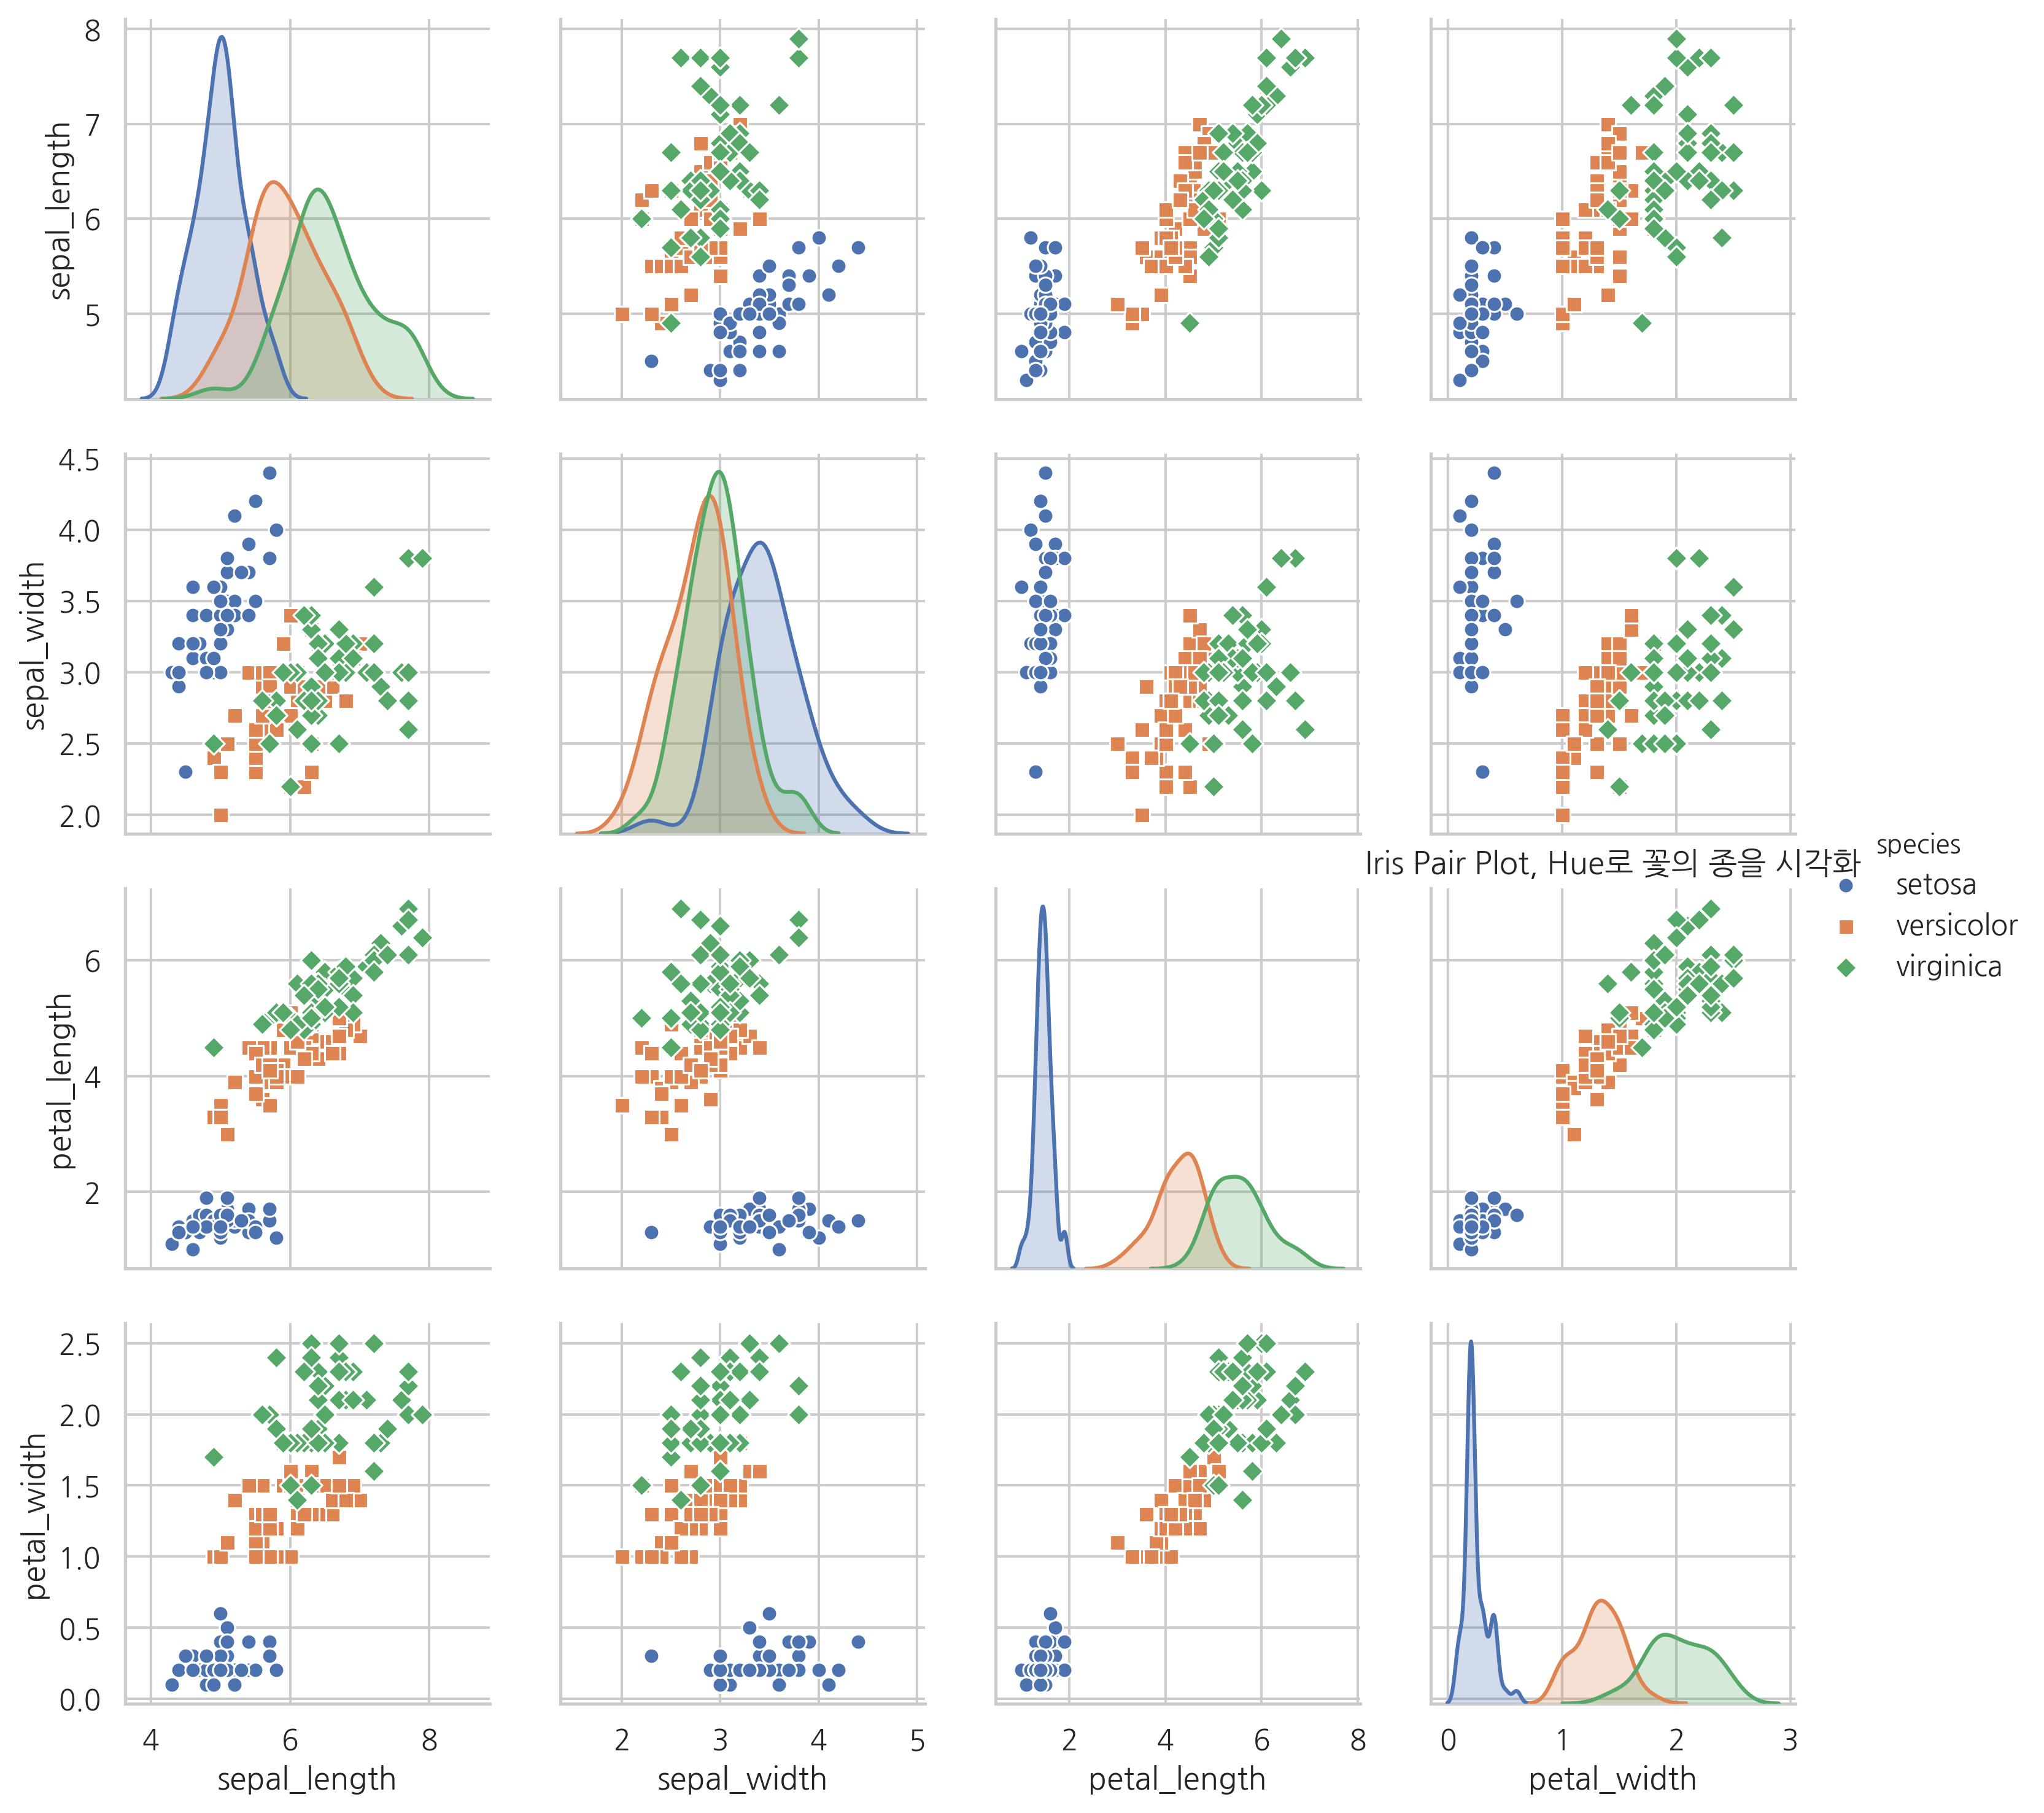 8
7
6
5
sepal_length
4.5
4.0
3.5
3.0
2.5
2.0
sepal_width
species
Iris Pair Plot, Hue로 꽃의 종을 시각화
setosa
versicolor
virginica
6
4
2
petal_length
2.5
2.0
1.5
1.0
0.5
0.0
petal_width
4 6 8
2 3 4 5
2 4 6 8
0 1 2 3
sepal_length
sepal_width
petal_length
petal_width